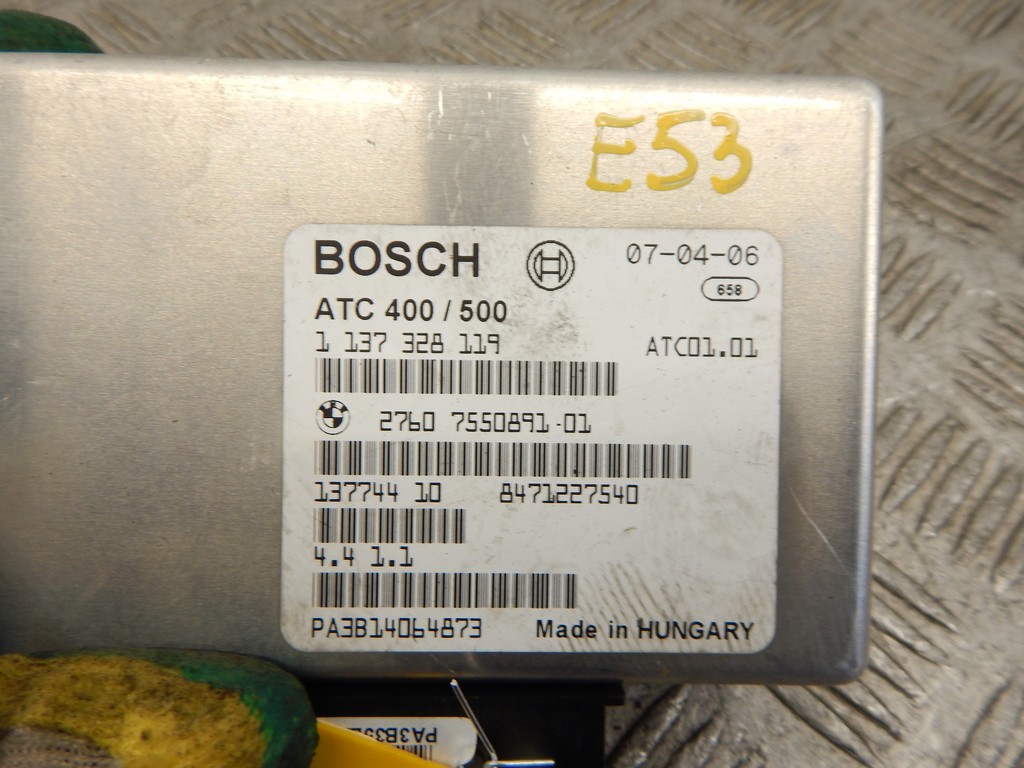 E53
BOSCH 07-04-06
658
ATC 400 / 500
1 137 328 119 ATC01.01
2760 7550891-01
137744 10 8471227540
4.4 1.1
PA3B14064873 Made in HUNGARY